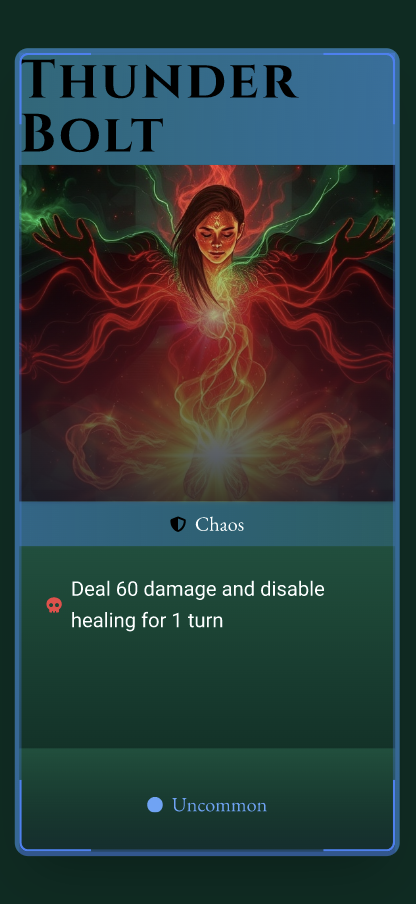 Thunder
Bolt
Chaos
Deal 60 damage and disable
healing for 1 turn
Uncommon